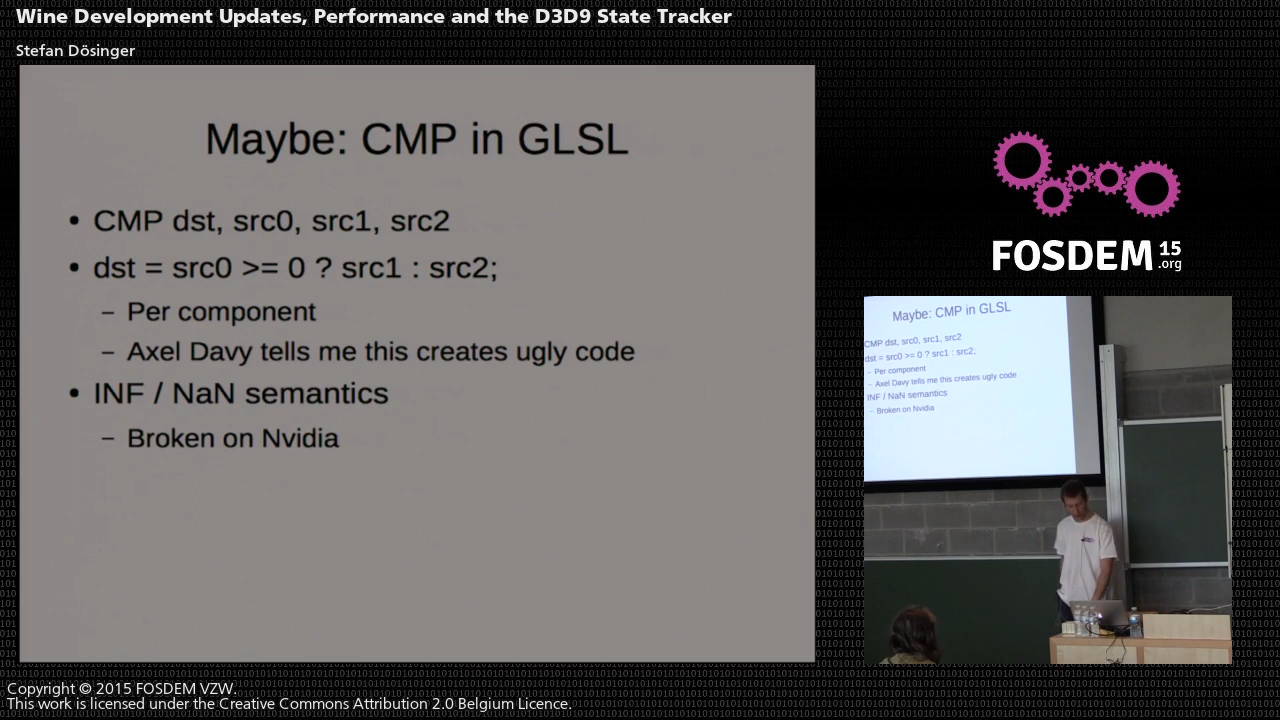 Wine Development Updates, Performance and the D3D9 State Tracker
Stefan Dösinger
Maybe: CMP in GLSL
• CMP dst, src0, src1, src2
• dst = src0 >= 0 ? src1 : src2;
– Per component
– Axel Davy tells me this creates ugly code
• INF / NaN semantics
– Broken on Nvidia
FOSDEM 15
.org
Maybe: CMP in GLSL
CMP dst, src0, src1, src2
dst = src0 >= 0 ? src1 : src2;
– Per component
– Axel Davy tells me this creates ugly code
INF / NaN semantics
– Broken on Nvidia
Copyright © 2015 FOSDEM VZW.
This work is licensed under the Creative Commons Attribution 2.0 Belgium Licence.